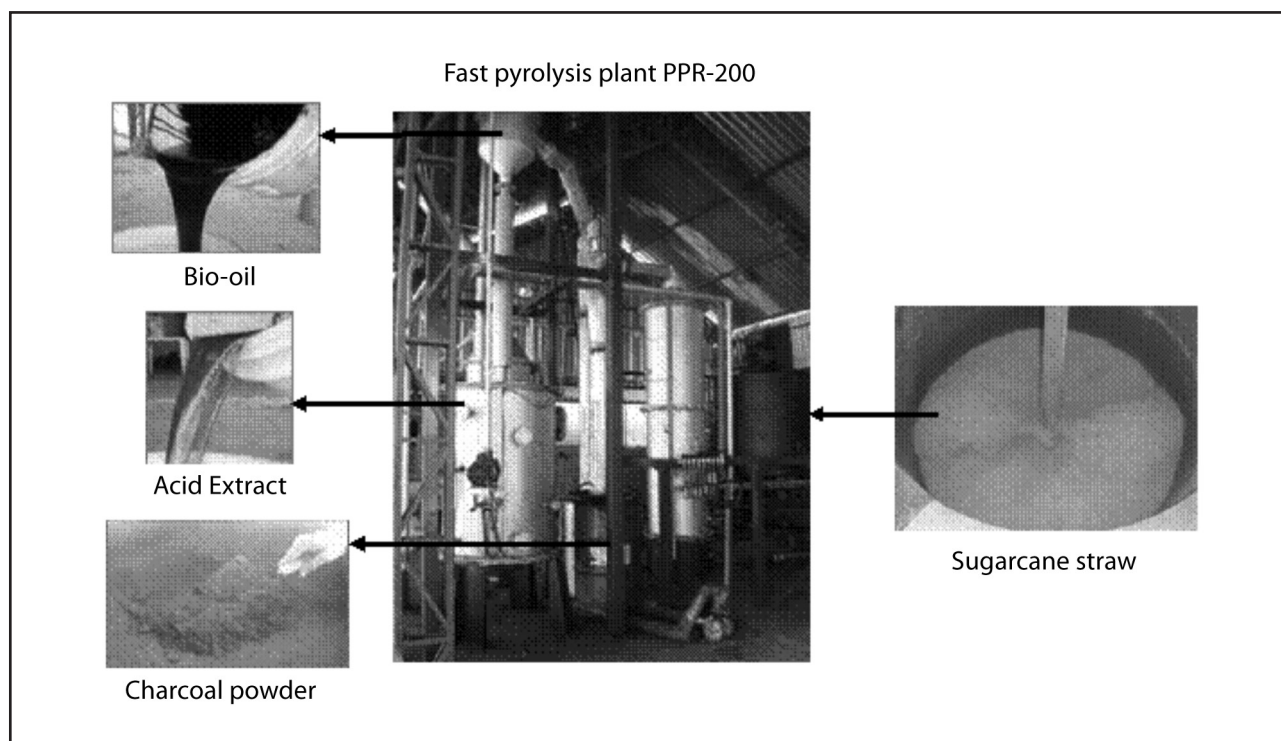 Fast pyrolysis plant PPR-200
Bio-oil
Acid Extract
Charcoal powder
Sugarcane straw